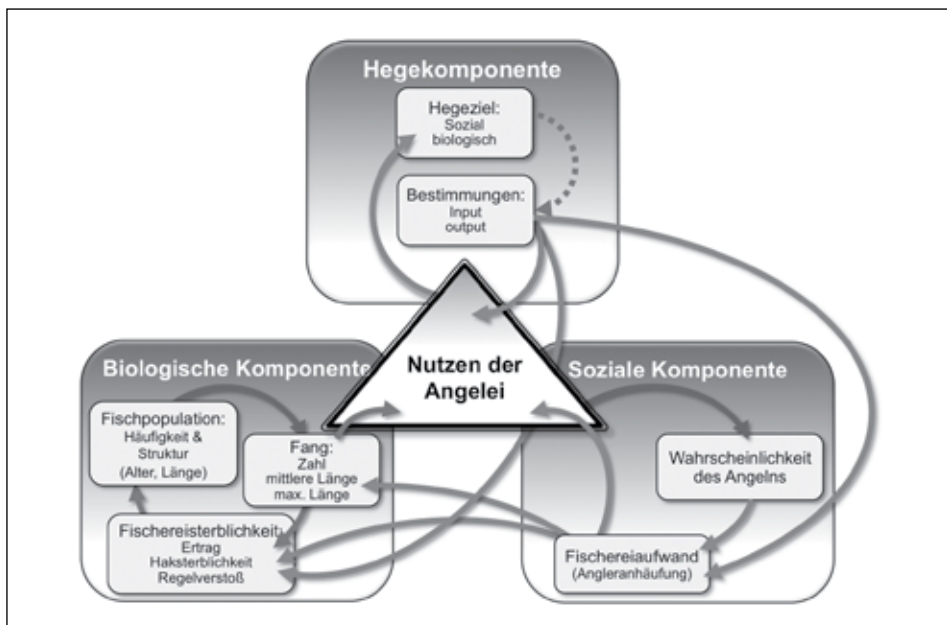 Hegekomponente
Hegeziel:
Sozial
biologisch
Bestimmungen:
Input
output
Nutzen der
Angelei
Biologische Komponente
Fischpopulation:
Häufigkeit &
Struktur
(Alter, Länge)
Fang:
Zahl
mittlere Länge
max. Länge
Fischereisterblichkeit:
Ertrag
Haksterblichkeit
Regelverstoß
Soziale Komponente
Wahrscheinlichkeit
des Angelns
Fischereiaufwand
(Angleranhäufung)